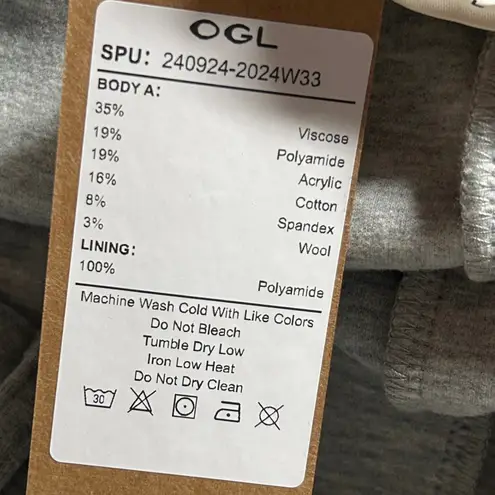 OGL
SPU: 240924-2024W33
BODY A:
35% Viscose
19% Polyamide
19% Acrylic
16% Cotton
8% Spandex
3% Wool
LINING:
100% Polyamide
Machine Wash Cold With Like Colors
Do Not Bleach
Tumble Dry Low
Iron Low Heat
Do Not Dry Clean
30